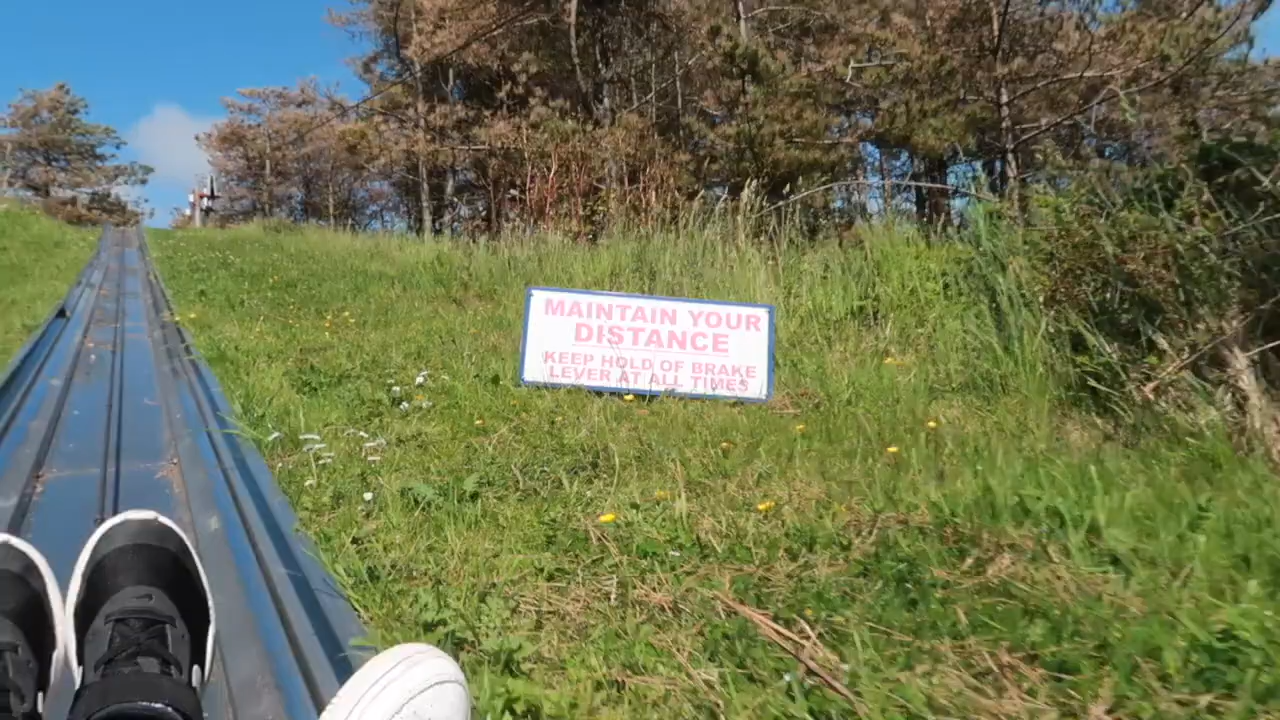 MAINTAIN YOUR
DISTANCE
KEEP HOLD OF BRAKE
LEVER AT ALL TIMES